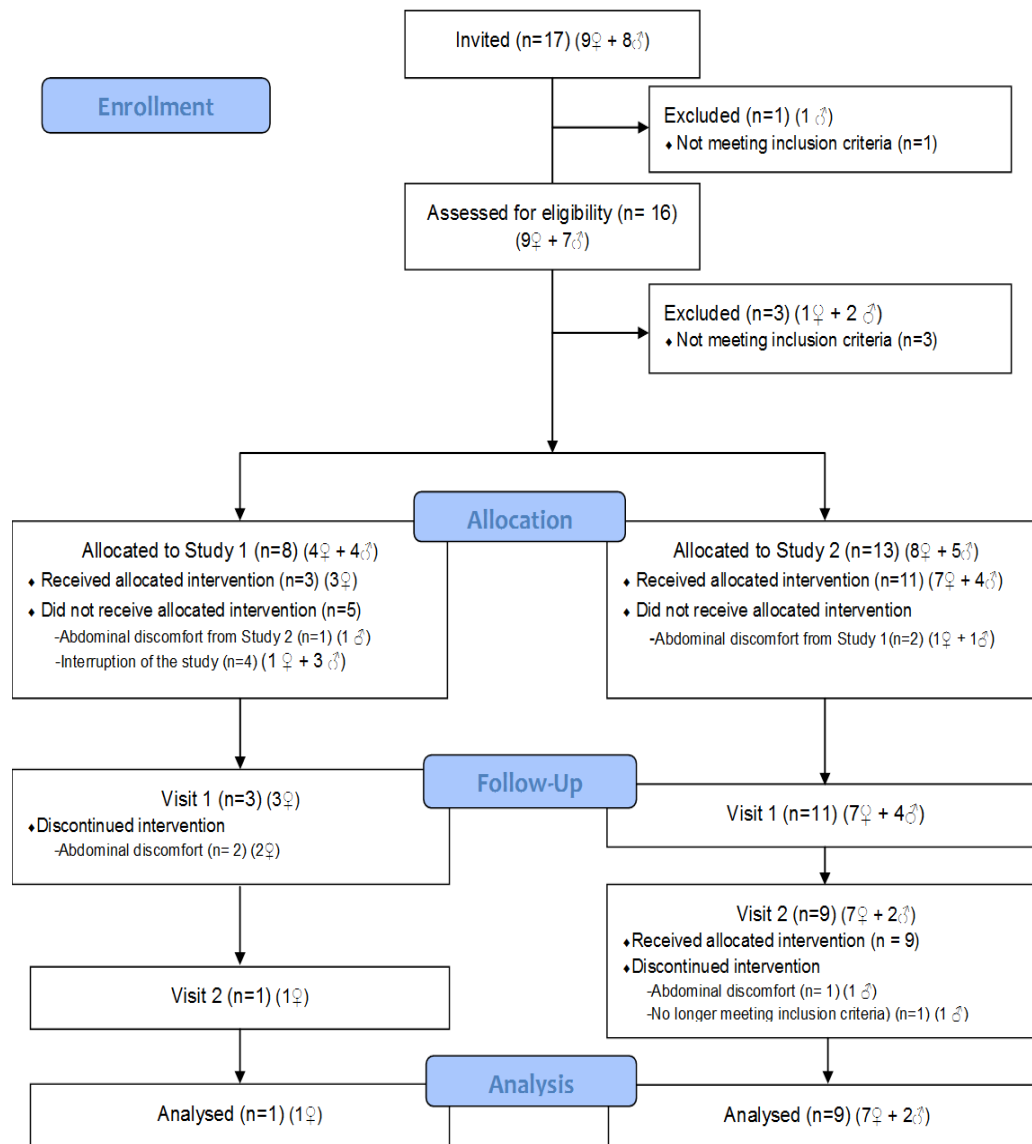 Invited (n=17) (9♀ + 8♂)
Enrollment
Excluded (n=1) (1 ♂)
♦ Not meeting inclusion criteria (n=1)
Assessed for eligibility (n= 16)
(9♀ + 7♂)
Excluded (n=3) (1♀ + 2 ♂)
♦ Not meeting inclusion criteria (n=3)
Allocation
Allocated to Study 1 (n=8) (4♀ + 4♂)
♦ Received allocated intervention (n=3) (3♀)
♦ Did not receive allocated intervention (n=5)
-Abdominal discomfort from Study 2 (n=1) (1 ♂)
-Interruption of the study (n=4) (1 ♀ + 3 ♂)
Allocated to Study 2 (n=13) (8♀ + 5♂)
♦ Received allocated intervention (n=11) (7♀ + 4♂)
♦ Did not receive allocated intervention
-Abdominal discomfort from Study 1(n=2) (1♀ + 1♂)
Follow-Up
Visit 1 (n=3) (3♀)
♦Discontinued intervention
-Abdominal discomfort (n= 2) (2♀)
Visit 1 (n=11) (7♀ + 4♂)
Visit 2 (n=1) (1♀)
Visit 2 (n=9) (7♀ + 2♂)
♦Received allocated intervention (n = 9)
♦Discontinued intervention
-Abdominal discomfort (n= 1) (1 ♂)
-No longer meeting inclusion criteria) (n=1) (1 ♂)
Analysis
Analysed (n=1) (1♀)
Analysed (n=9) (7♀ + 2♂)